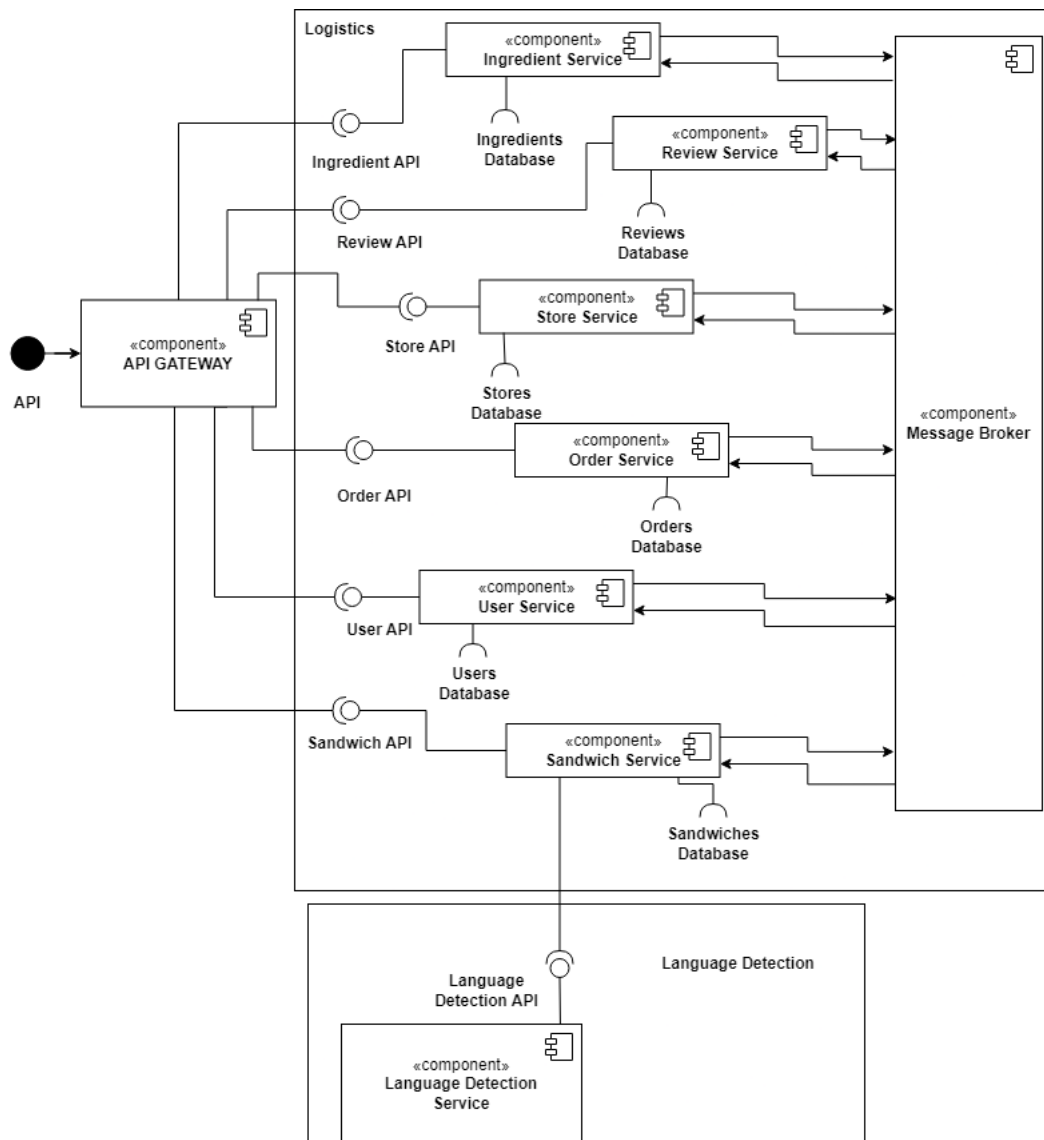 Logistics
«component»
Ingredient Service
Ingredients
Database
Ingredient API
«component»
Review Service
Reviews
Database
Review API
«component»
Store Service
Store API
Stores
Database
«component»
API GATEWAY
API
«component»
Message Broker
«component»
Order Service
Order API
Orders
Database
«component»
User Service
User API
Users
Database
Sandwich API
«component»
Sandwich Service
Sandwiches
Database
Language Detection
Language
Detection API
«component»
Language Detection
Service